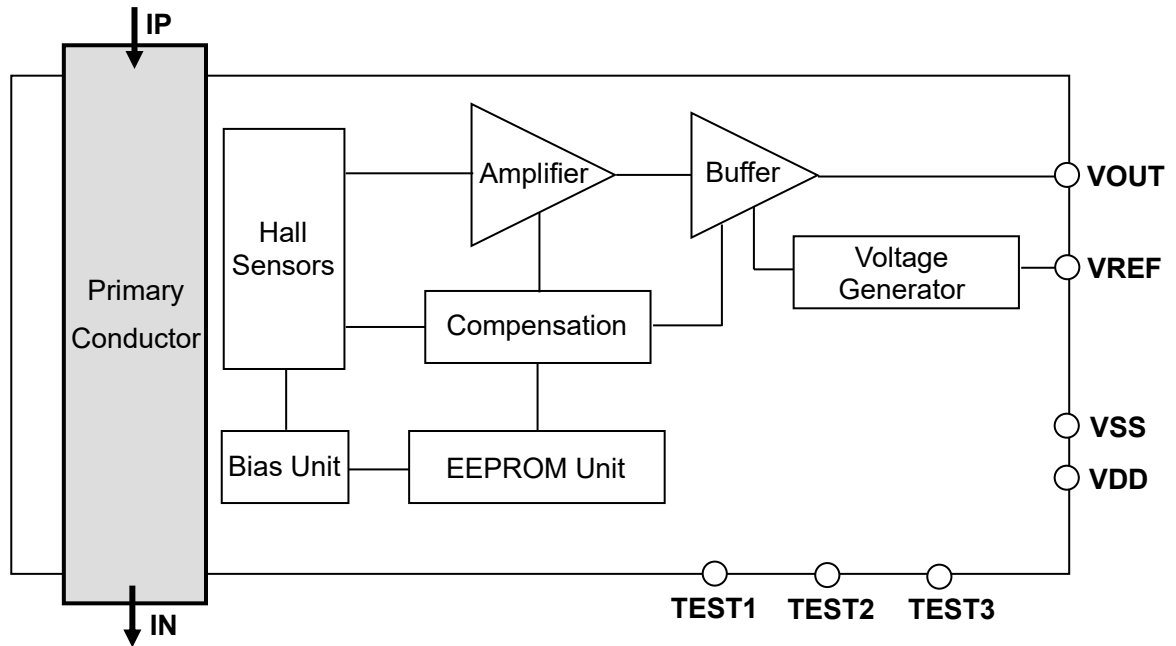 IP
Primary
Conductor
IN
Hall
Sensors
Amplifier
Buffer
Compensation
Voltage
Generator
Bias Unit
EEPROM Unit
VOUT
VREF
VSS
VDD
TEST1
TEST2
TEST3